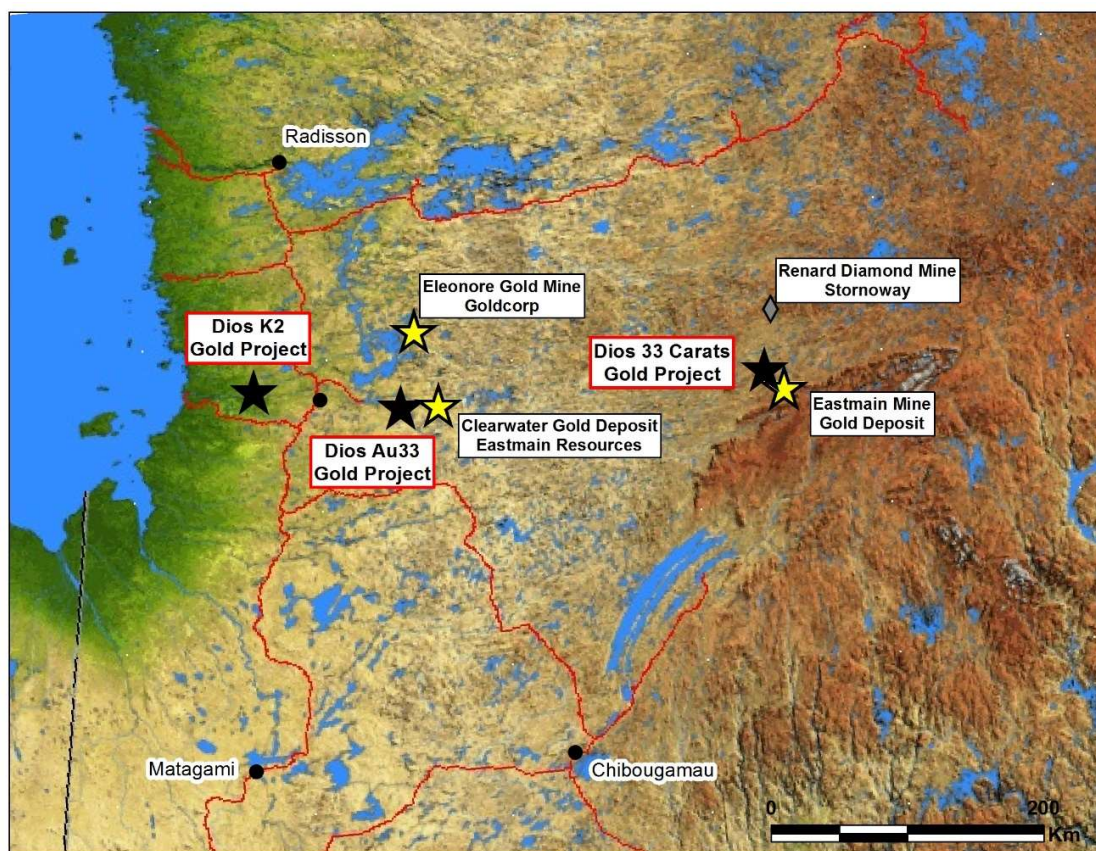 Radisson
Eleonore Gold Mine
Goldcorp
Renard Diamond Mine
Stornoway
Dios K2
Gold Project
Dios 33 Carats
Gold Project
Eastmain Mine
Gold Deposit
Clearwater Gold Deposit
Eastmain Resources
Dios Au33
Gold Project
Matagami
Chibougamau
0 200
Km